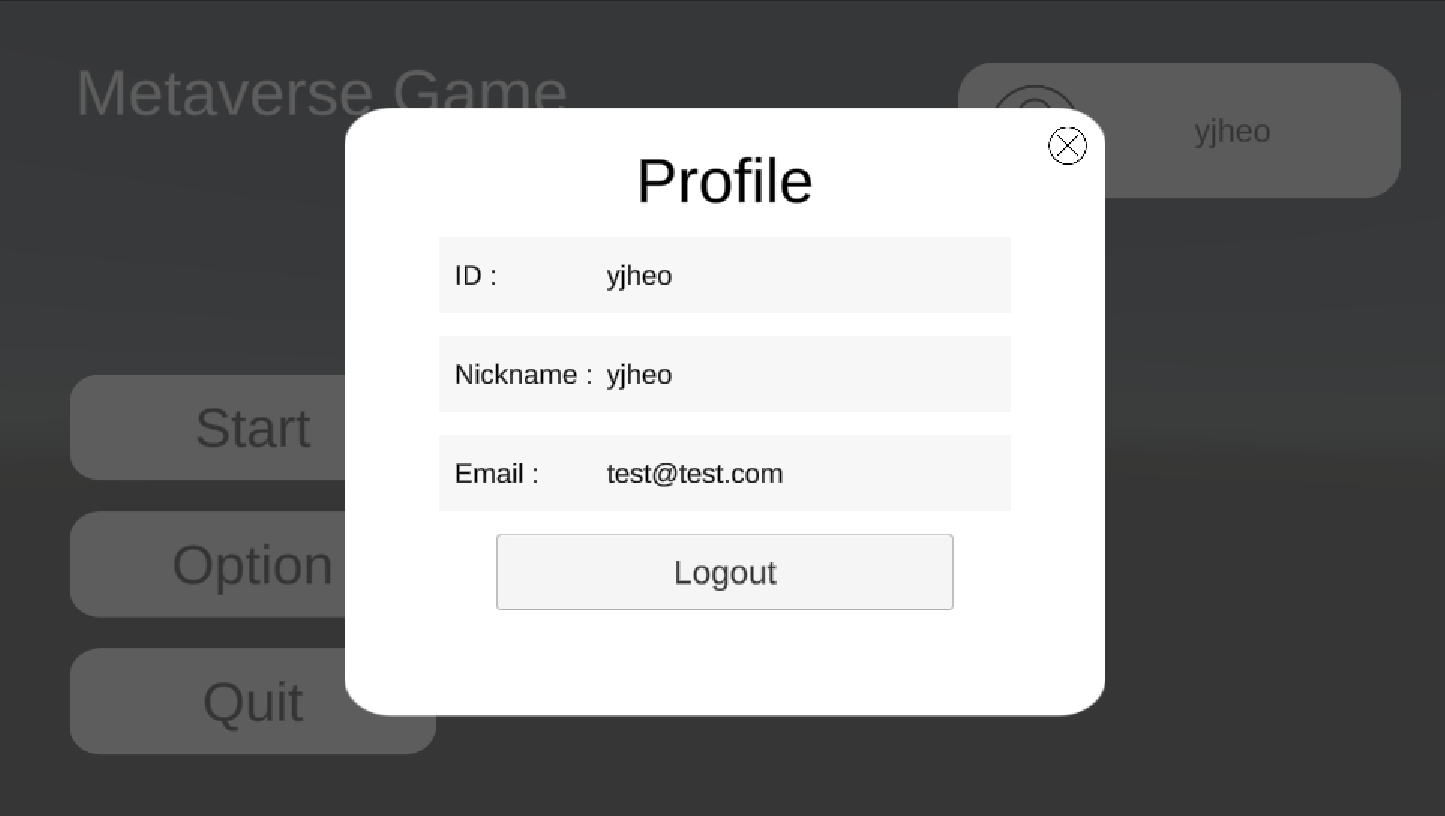 Metaverse Game
yjheo
Profile
ID : yjheo
Nickname : yjheo
Email : test@test.com
Logout
Start
Option
Quit